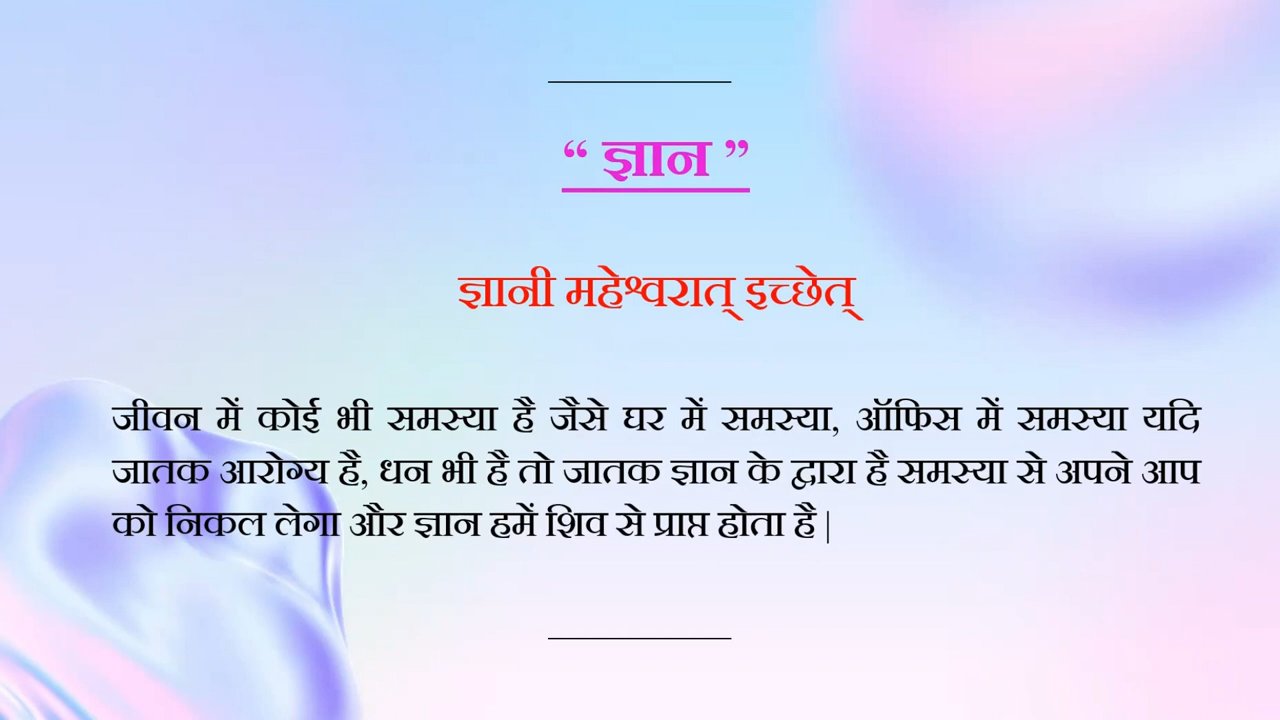 “ ज्ञान ”
ज्ञानी महेश्वरात् इच्छेत्
जीवन में कोई भी समस्या है जैसे घर में समस्या, ऑफिस में समस्या यदि
जातक आरोग्य है, धन भी है तो जातक ज्ञान के द्वारा है समस्या से अपने आप
को निकल लेगा और ज्ञान हमें शिव से प्राप्त होता है |